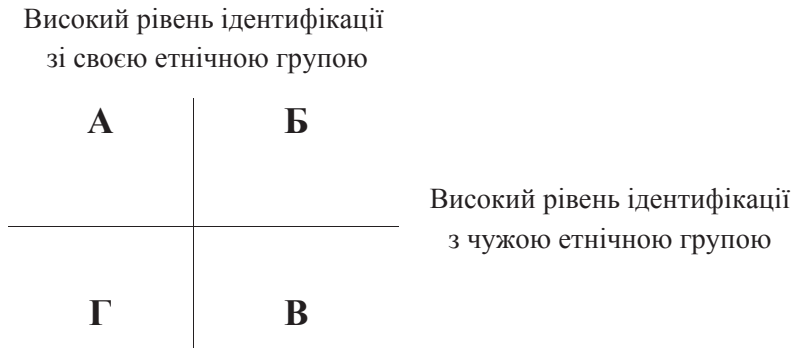 Високий рівень ідентифікації
зі своєю етнічною групою
А Б
Високий рівень ідентифікації
з чужою етнічною групою
Г В